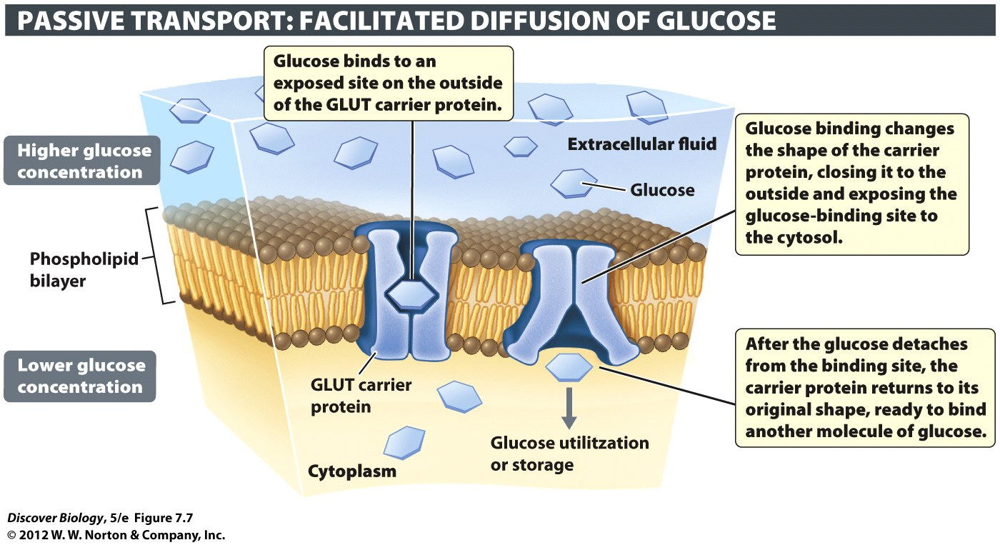 PASSIVE TRANSPORT: FACILITATED DIFFUSION OF GLUCOSE
Glucose binds to an
exposed site on the outside
of the GLUT carrier protein.
Higher glucose
concentration
Extracellular fluid
Glucose
Glucose binding changes
the shape of the carrier
protein, closing it to the
outside and exposing the
glucose-binding site to
the cytosol.
Phospholipid
bilayer
Lower glucose
concentration
GLUT carrier
protein
After the glucose detaches
from the binding site, the
carrier protein returns to its
original shape, ready to bind
another molecule of glucose.
Glucose utilitzation
or storage
Cytoplasm
Discover Biology, 5/e Figure 7.7
© 2012 W. W. Norton & Company, Inc.